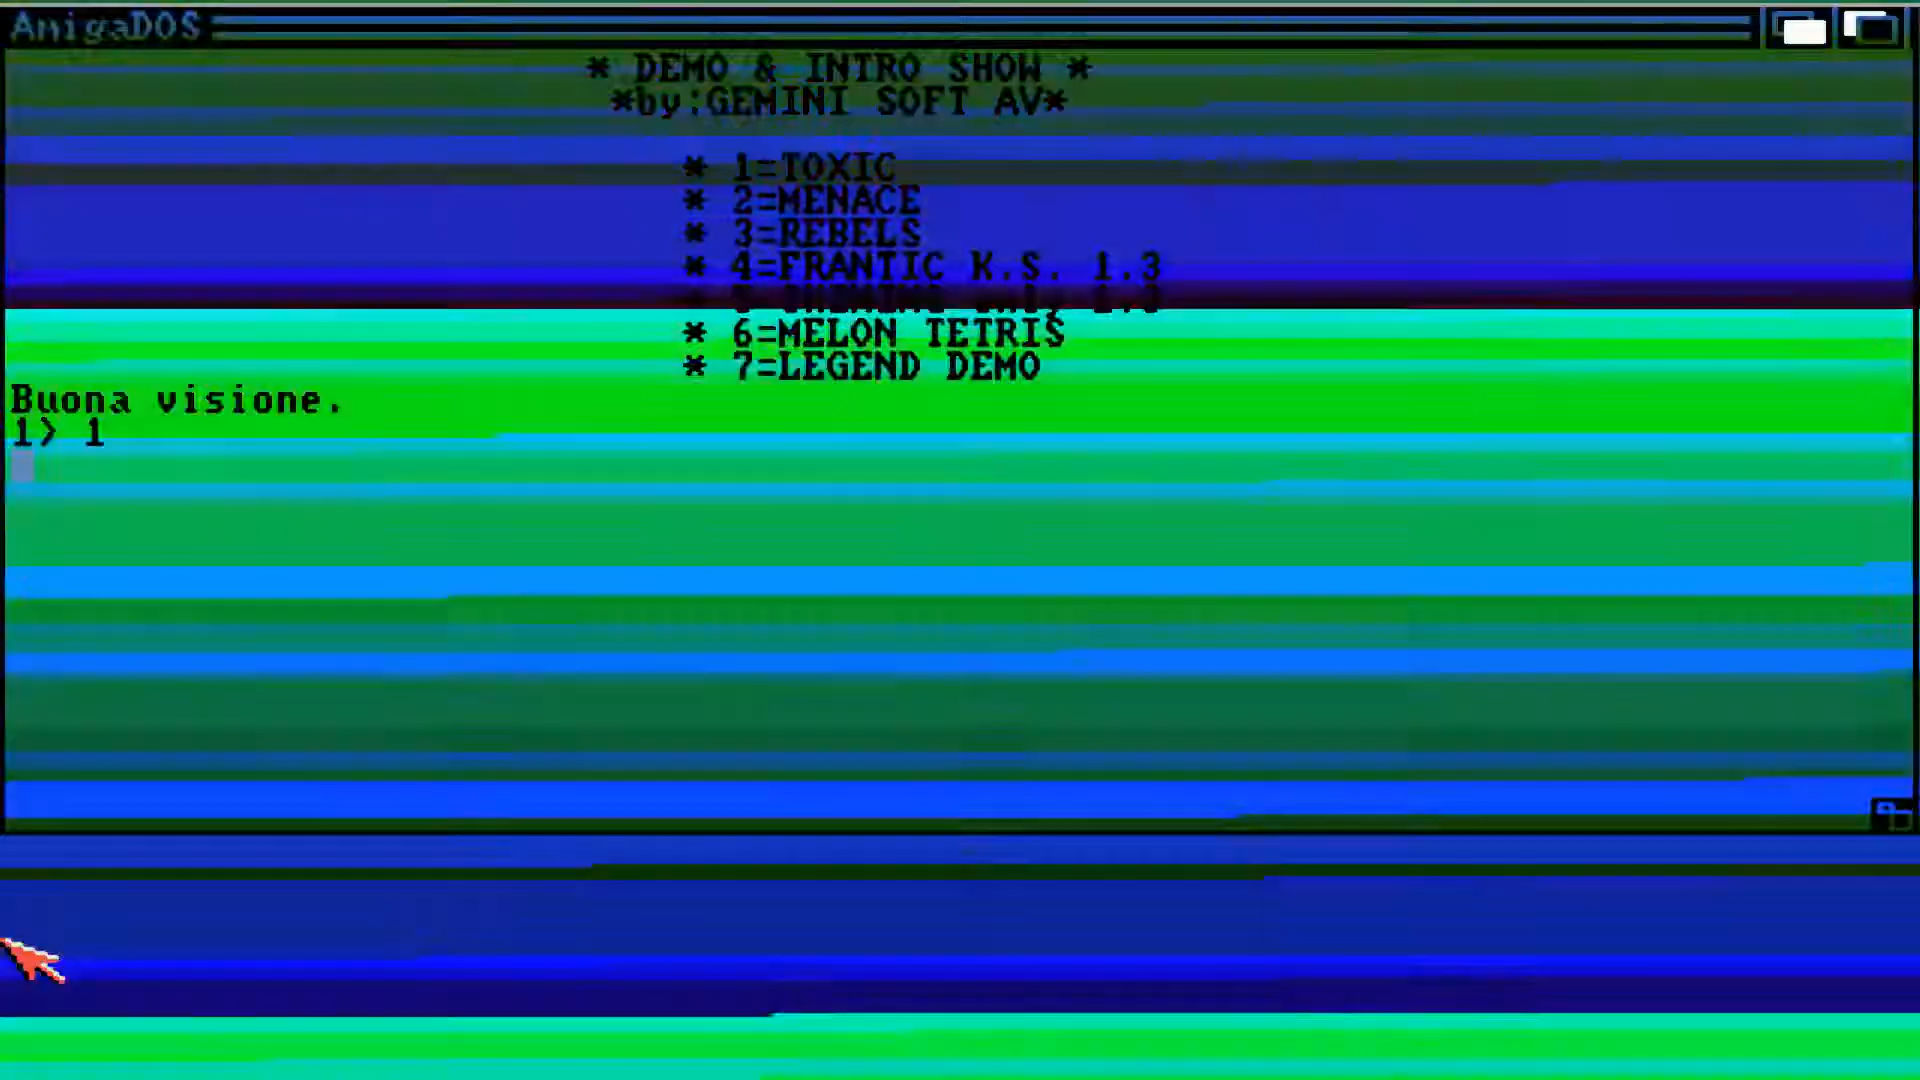 AmigaDOS
* DEMO & INTRO SHOW *
*by:GEMINI SOFT AV*
* 1=TOXIC
* 2=MENACE
* 3=REBELS
* 4=FRANTIC K.S. 1.3
* 6=MELON TETRIS
* 7=LEGEND DEMO
Buona visione.
1> 1